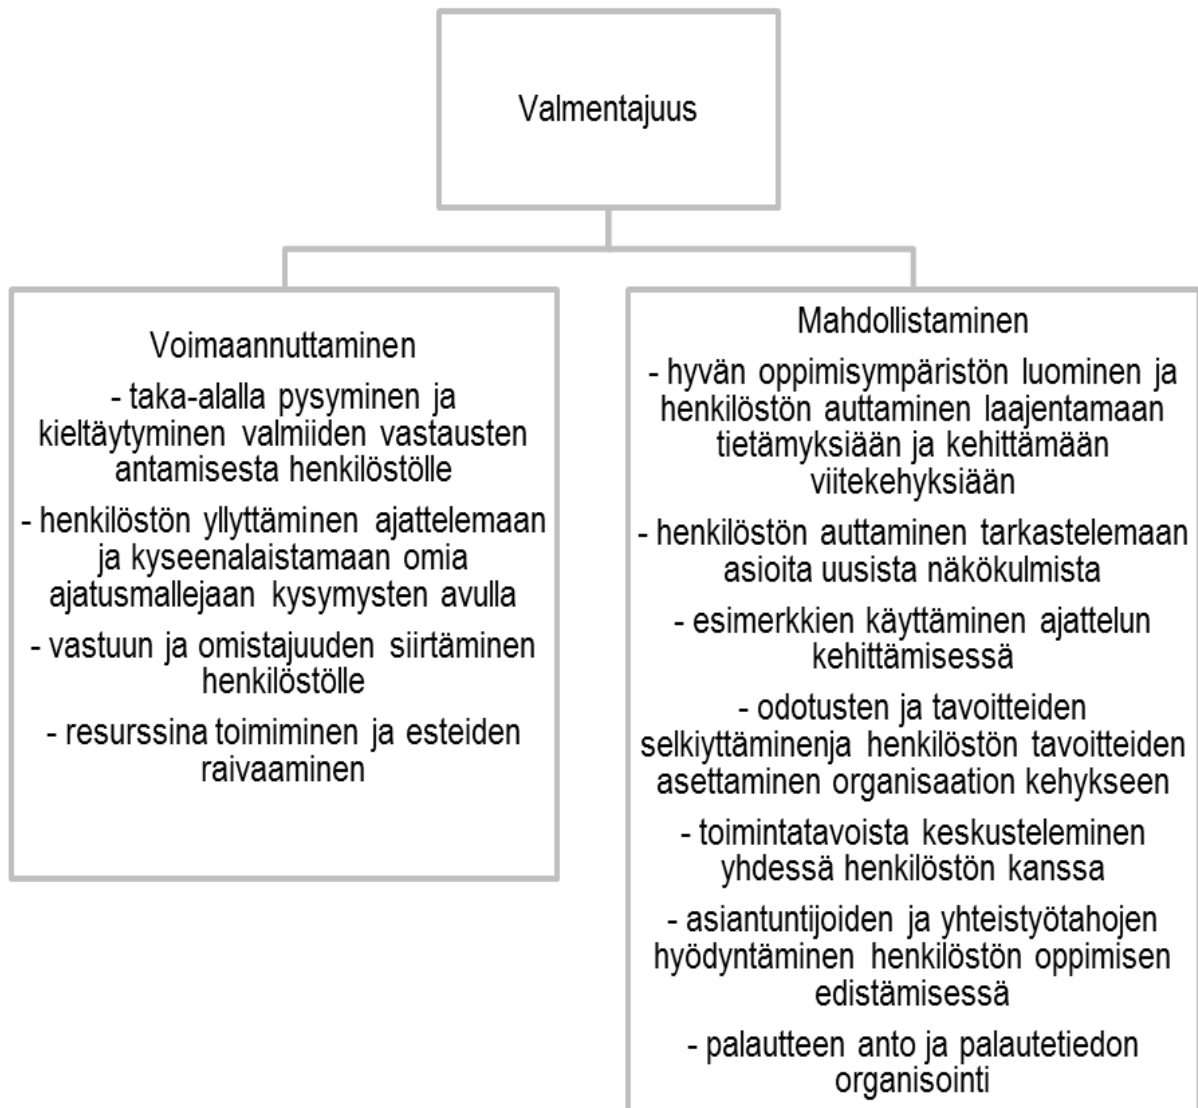 Valmentajuus
Voimaannuttaminen
- taka-alalla pysyminen ja
kieltäytyminen valmiiden vastausten
antamisesta henkilöstölle
- henkilöstön yllyttäminen ajattelemaan
ja kyseenalaistamaan omia
ajatusmallejaan kysymysten avulla
- vastuun ja omistajuuden siirtäminen
henkilöstölle
- resurssina toimiminen ja esteiden
raivaaminen
Mahdollistaminen
- hyvän oppimisympäristön luominen ja
henkilöstön auttaminen laajentamaan
tietämyksiään ja kehittämään
viitekehyksiään
- henkilöstön auttaminen tarkastelemaan
asioita uusista näkökulmista
- esimerkkien käyttäminen ajattelun
kehittämisessä
- odotusten ja tavoitteiden
selkiyttäminenja henkilöstön tavoitteiden
asettaminen organisaation kehykseen
- toimintatavoista keskusteleminen
yhdessä henkilöstön kanssa
- asiantuntijoiden ja yhteistyötahojen
hyödyntäminen henkilöstön oppimisen
edistämisessä
- palautteen anto ja palautetiedon
organisointi